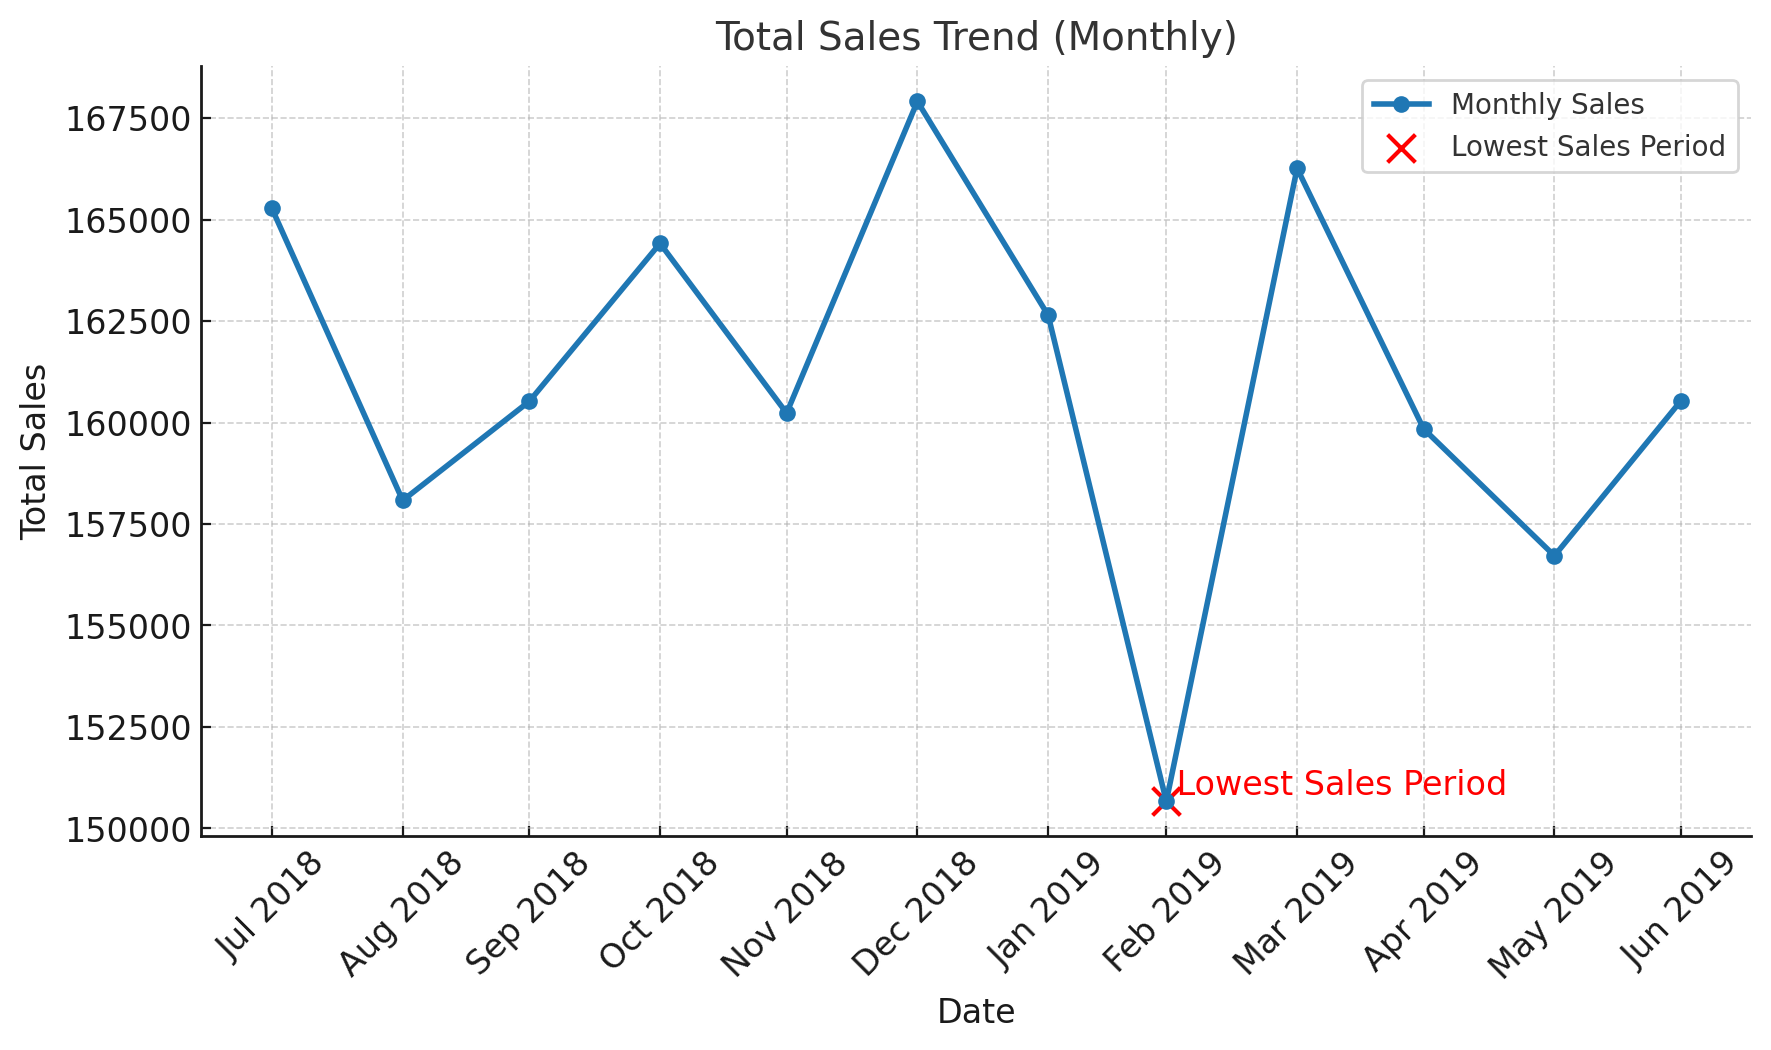 Total Sales Trend (Monthly)
Monthly Sales
Lowest Sales Period
Total Sales
167500
165000
162500
160000
157500
155000
152500
150000
Lowest Sales Period
Jul 2018
Aug 2018
Sep 2018
Oct 2018
Nov 2018
Dec 2018
Jan 2019
Feb 2019
Mar 2019
Apr 2019
May 2019
Jun 2019
Date